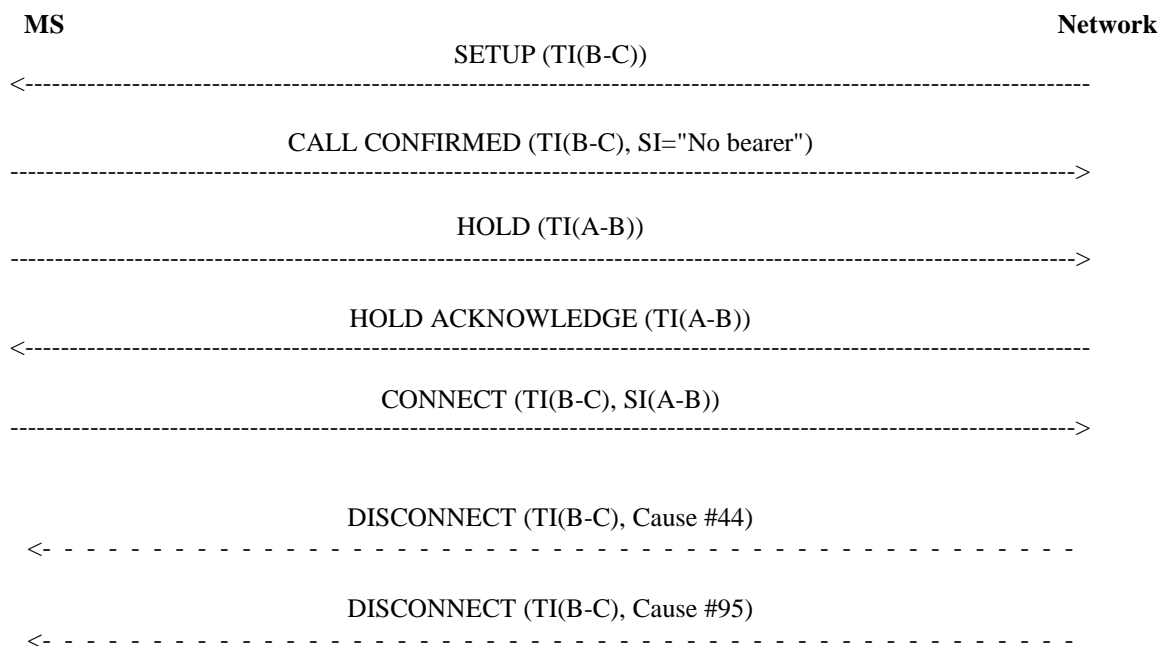 MS Network
SETUP (TI(B-C))
CALL CONFIRMED (TI(B-C), SI="No bearer")
HOLD (TI(A-B))
HOLD ACKNOWLEDGE (TI(A-B))
CONNECT (TI(B-C), SI(A-B))
DISCONNECT (TI(B-C), Cause #44)
DISCONNECT (TI(B-C), Cause #95)